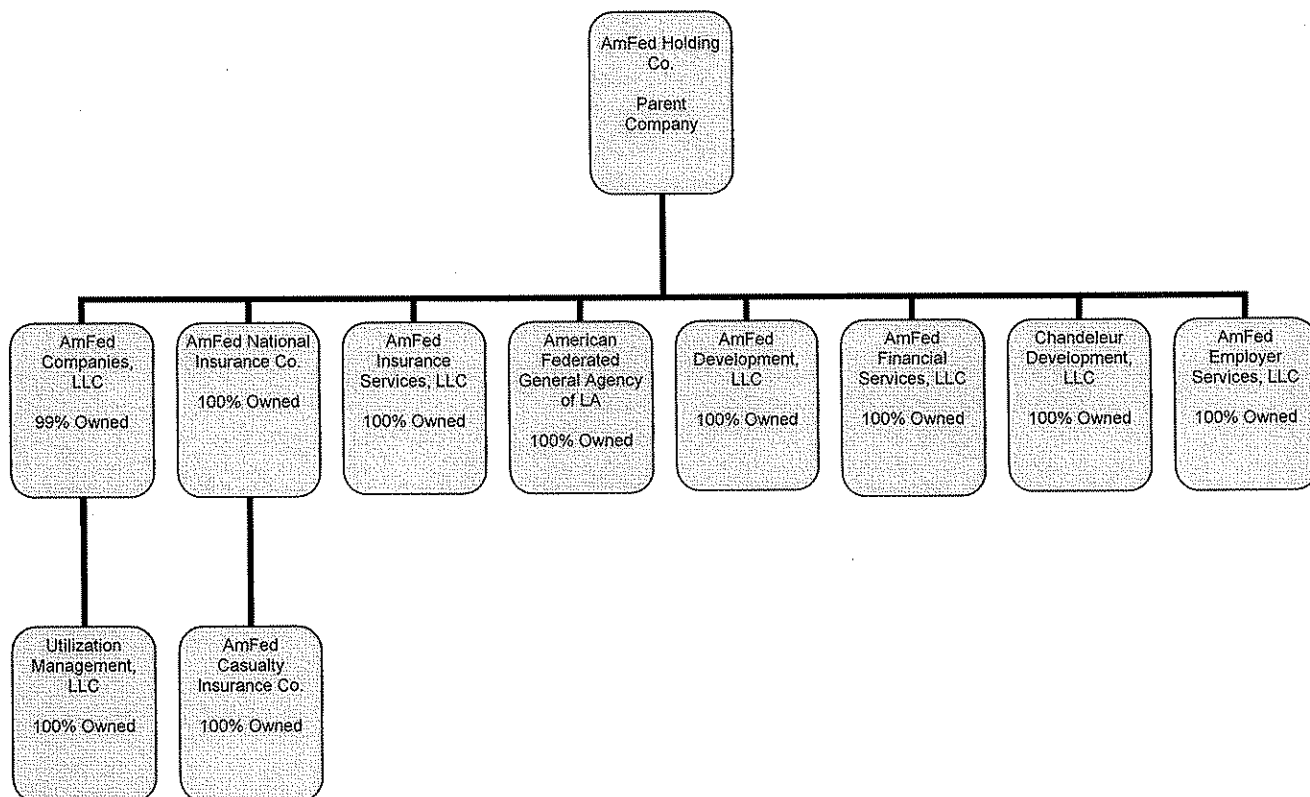 AmFed Holding
Co.
Parent
Company
AmFed
Companies,
LLC
99% Owned
AmFed National
Insurance Co.
100% Owned
AmFed
Insurance
Services, LLC
100% Owned
American
Federated
General Agency
of LA
100% Owned
AmFed
Development,
LLC
100% Owned
AmFed
Financial
Services, LLC
100% Owned
Chandeleur
Development,
LLC
100% Owned
AmFed
Employer
Services, LLC
100% Owned
Utilization
Management,
LLC
100% Owned
AmFed
Casualty
Insurance Co.
100% Owned